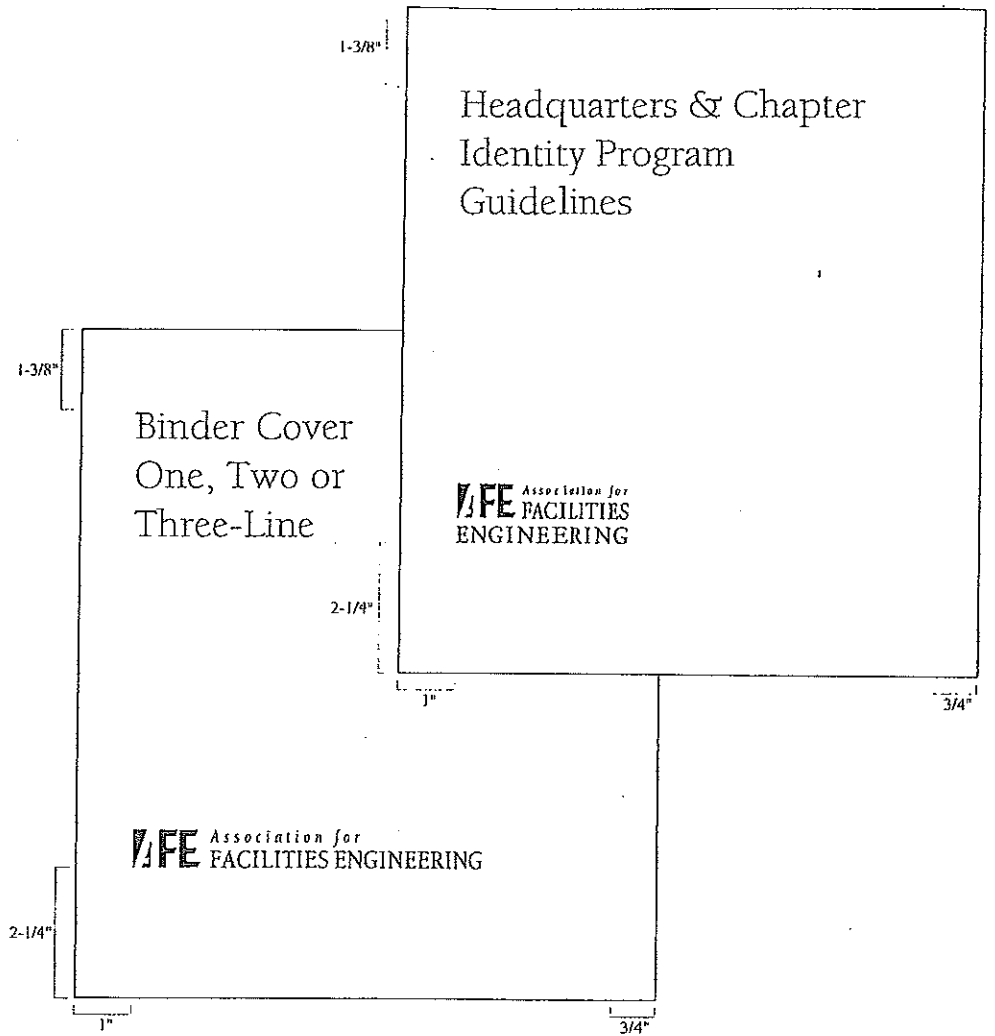 1-3/8"
Headquarters & Chapter
Identity Program
Guidelines
AFE Association for
FACILITIES
ENGINEERING
2-1/4"
1"
3/4"
1-3/8"
Binder Cover
One, Two or
Three-Line
AFE Association for
FACILITIES ENGINEERING
2-1/4"
1"
3/4"